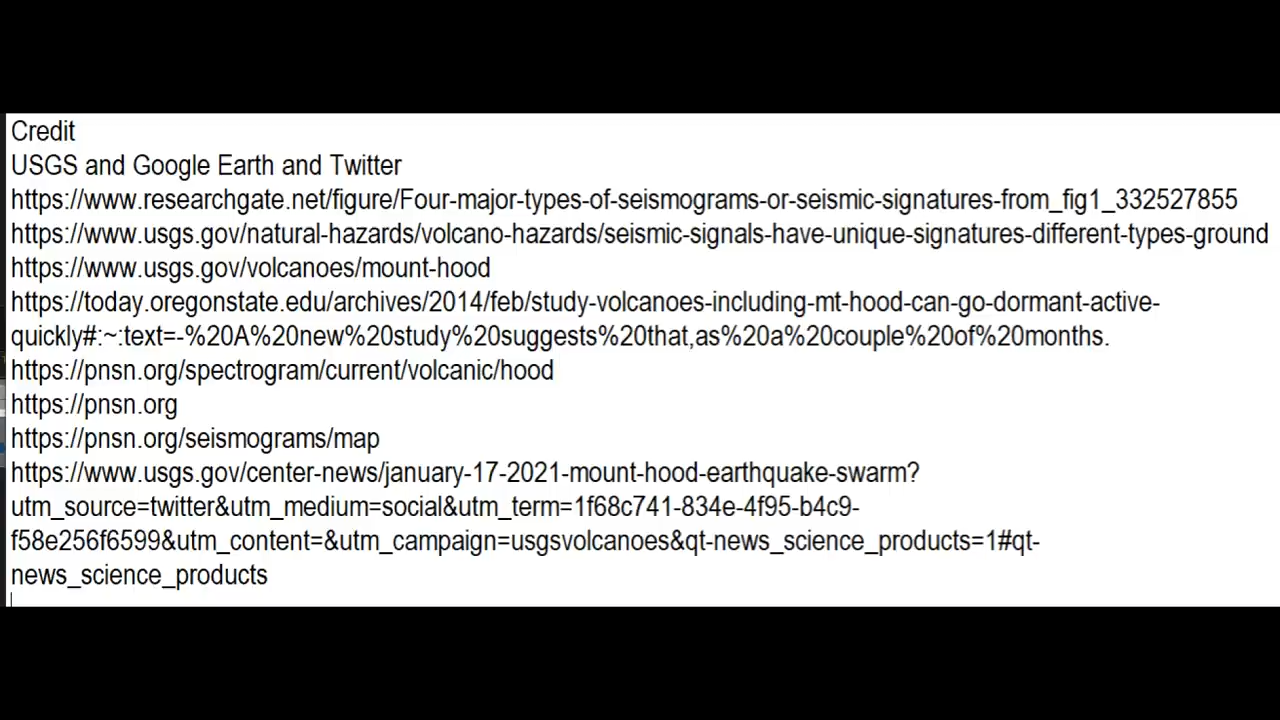 Credit
USGS and Google Earth and Twitter
https://www.researchgate.net/figure/Four-major-types-of-seismograms-or-seismic-signatures-from_fig1_332527855
https://www.usgs.gov/natural-hazards/volcano-hazards/seismic-signals-have-unique-signatures-different-types-ground
https://www.usgs.gov/volcanoes/mount-hood
https://today.oregonstate.edu/archives/2014/feb/study-volcanoes-including-mt-hood-can-go-dormant-active-
quickly#:~:text=-%20A%20new%20study%20suggests%20that,as%20a%20couple%20of%20months.
https://pnsn.org/spectrogram/current/volcanic/hood
https://pnsn.org
https://pnsn.org/seismograms/map
https://www.usgs.gov/center-news/january-17-2021-mount-hood-earthquake-swarm?
utm_source=twitter&utm_medium=social&utm_term=1f68c741-834e-4f95-b4c9-
f58e256f6599&utm_content=&utm_campaign=usgsvolcanoes&qt-news_science_products=1#qt-
news_science_products